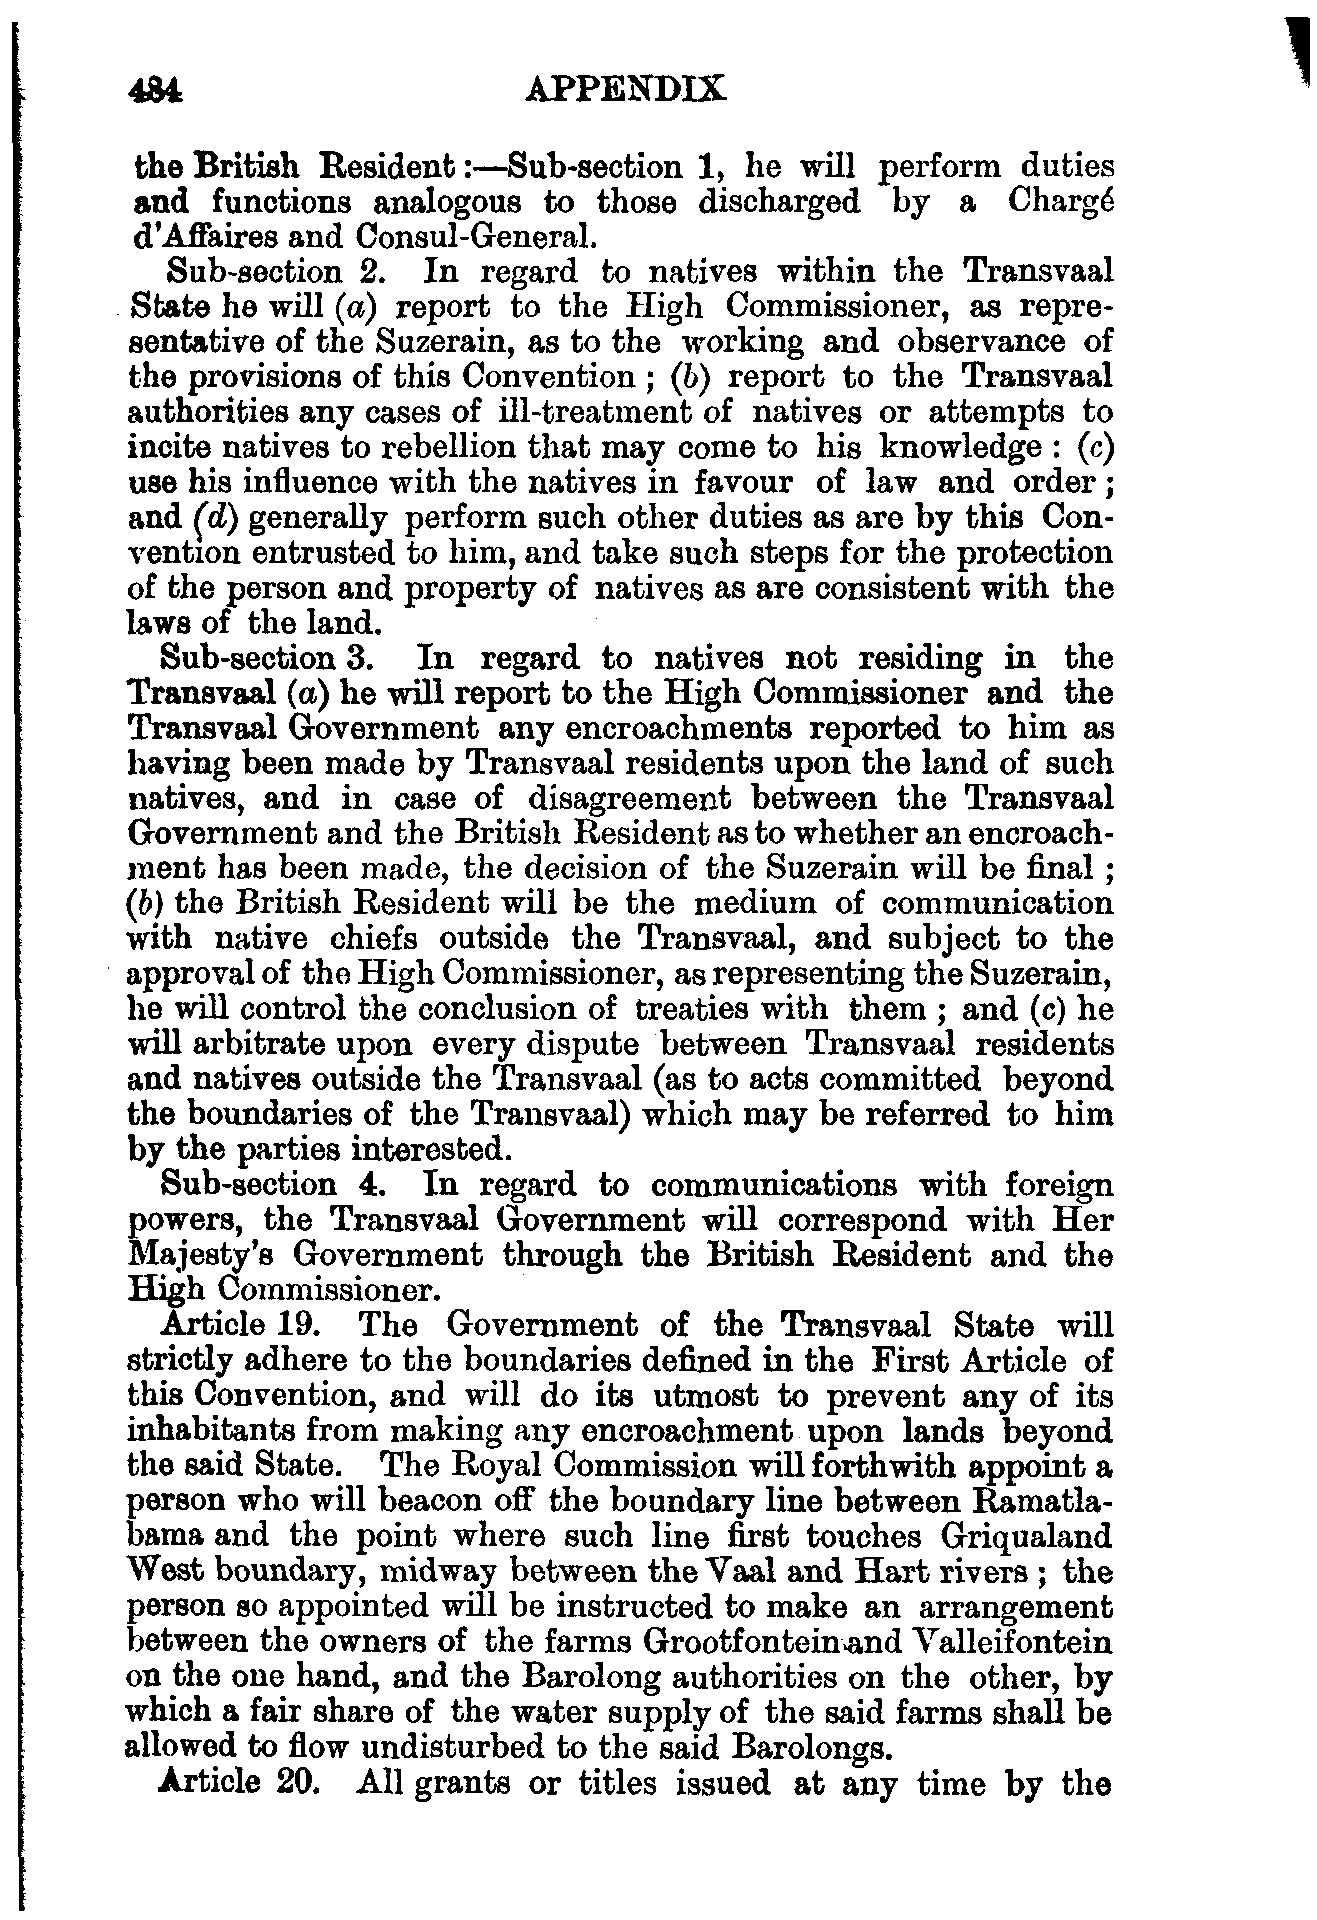 484 APPENDIX
the British Resident :—Sub-section 1, he will perform duties
and functions analogous to those discharged by a Chargé
d'Affaires and Consul-General.
Sub-section 2. In regard to natives within the Transvaal
State he will (a) report to the High Commissioner, as repre-
sentative of the Suzerain, as to the working and observance of
the provisions of this Convention ; (b) report to the Transvaal
authorities any cases of ill-treatment of natives or attempts to
incite natives to rebellion that may come to his knowledge : (c)
use his influence with the natives in favour of law and order ;
and (d) generally perform such other duties as are by this Con-
vention entrusted to him, and take such steps for the protection
of the person and property of natives as are consistent with the
laws of the land.
Sub-section 3. In regard to natives not residing in the
Transvaal (a) he will report to the High Commissioner and the
Transvaal Government any encroachments reported to him as
having been made by Transvaal residents upon the land of such
natives, and in case of disagreement between the Transvaal
Government and the British Resident as to whether an encroach-
ment has been made, the decision of the Suzerain will be final ;
(b) the British Resident will be the medium of communication
with native chiefs outside the Transvaal, and subject to the
approval of the High Commissioner, as representing the Suzerain,
he will control the conclusion of treaties with them ; and (c) he
will arbitrate upon every dispute between Transvaal residents
and natives outside the Transvaal (as to acts committed beyond
the boundaries of the Transvaal) which may be referred to him
by the parties interested.
Sub-section 4. In regard to communications with foreign
powers, the Transvaal Government will correspond with Her
Majesty's Government through the British Resident and the
High Commissioner.
Article 19. The Government of the Transvaal State will
strictly adhere to the boundaries defined in the First Article of
this Convention, and will do its utmost to prevent any of its
inhabitants from making any encroachment upon lands beyond
the said State. The Royal Commission will forthwith appoint a
person who will beacon off the boundary line between Ramatla-
bama and the point where such line first touches Griqualand
West boundary, midway between the Vaal and Hart rivers ; the
person so appointed will be instructed to make an arrangement
between the owners of the farms Grootfontein and Valleifontein
on the one hand, and the Barolong authorities on the other, by
which a fair share of the water supply of the said farms shall be
allowed to flow undisturbed to the said Barolongs.
Article 20. All grants or titles issued at any time by the